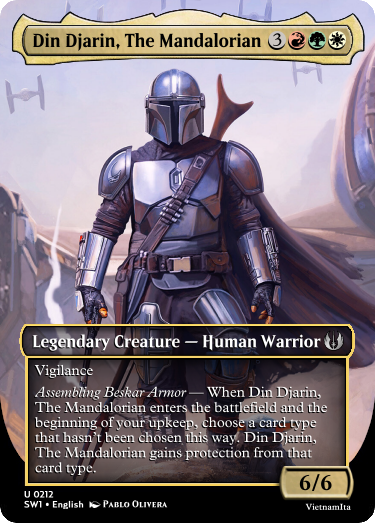 Din Djarin, The Mandalorian 3
Legendary Creature — Human Warrior
Vigilance
Assembling Beskar Armor — When Din Djarin,
The Mandalorian enters the battlefield and the
beginning of your upkeep, choose a card type
that hasn't been chosen this way. Din Djarin,
The Mandalorian gains protection from that
card type.
6/6
U 0212
SW1 • English Pablo Olivera
VietnamIta